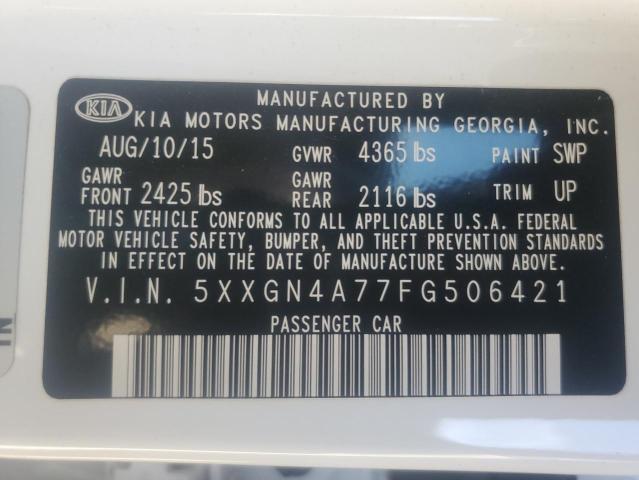 MANUFACTURED BY
KIA KIA MOTORS MANUFACTURING GEORGIA, INC.
AUG/10/15 GVWR 4365 lbs PAINT SWP
GAWR FRONT 2425 lbs GAWR REAR 2116 lbs TRIM UP
THIS VEHICLE CONFORMS TO ALL APPLICABLE U.S.A. FEDERAL
MOTOR VEHICLE SAFETY, BUMPER, AND THEFT PREVENTION STANDARDS
IN EFFECT ON THE DATE OF MANUFACTURE SHOWN ABOVE.
V.I.N. 5XXGN4A77FG506421
PASSENGER CAR
IN